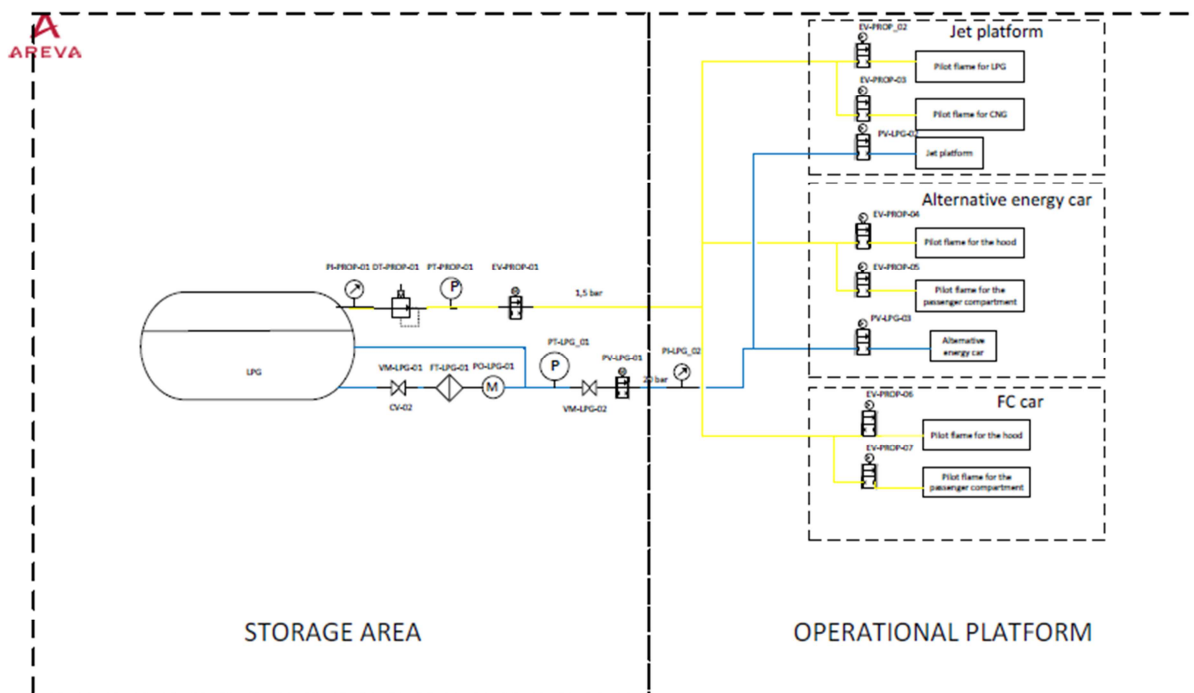 AREVA
EV-PROP_02
Jet platform
Pilot flame for LPG
EV-PROP-03
Pilot flame for CNG
PV-LPG-02
Jet platform
Alternative energy car
EV-PROP-04
Pilot flame for the hood
EV-PROP-05
Pilot flame for the
passenger compartment
PV-LPG-03
Alternative
energy car
PI-PROP-01 DT-PROP-01 PT-PROP-01 EV-PROP-01
P
1,5 bar
LPG
PT-LPG_01
P
VM-LPG-01 FT-LPG-01 PO-LPG-01
M
CV-02
VM-LPG-02
PV-LPG-01
bar
PI-LPG_02
FC car
EV-PROP-06
Pilot flame for the hood
EV-PROP-07
Pilot flame for the
passenger compartment
STORAGE AREA
OPERATIONAL PLATFORM